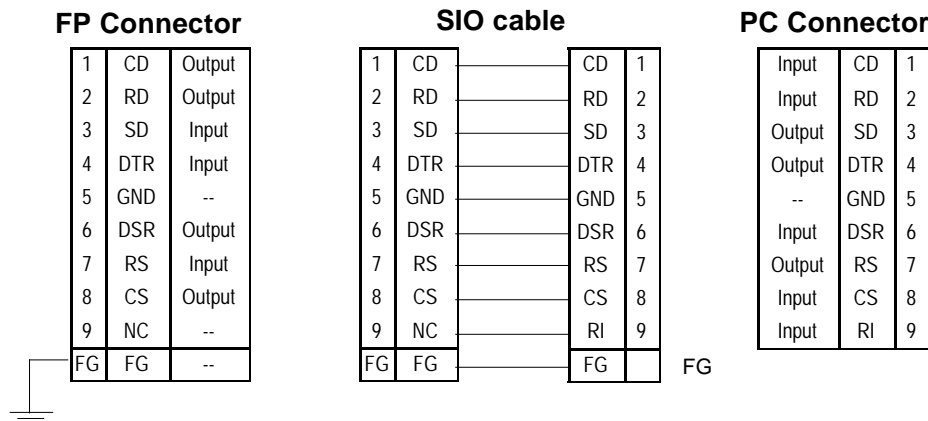 FP Connector SIO cable PC Connector
1 CD Output 1 CD CD 1 Input CD 1
2 RD Output 2 RD RD 2 Input RD 2
3 SD Input 3 SD SD 3 Output SD 3
4 DTR Input 4 DTR DTR 4 Output DTR 4
5 GND -- 5 GND GND 5 -- GND 5
6 DSR Output 6 DSR DSR 6 Input DSR 6
7 RS Input 7 RS RS 7 Output RS 7
8 CS Output 8 CS CS 8 Input CS 8
9 NC -- 9 NC RI 9 Input RI 9
FG FG -- FG FG FG FG